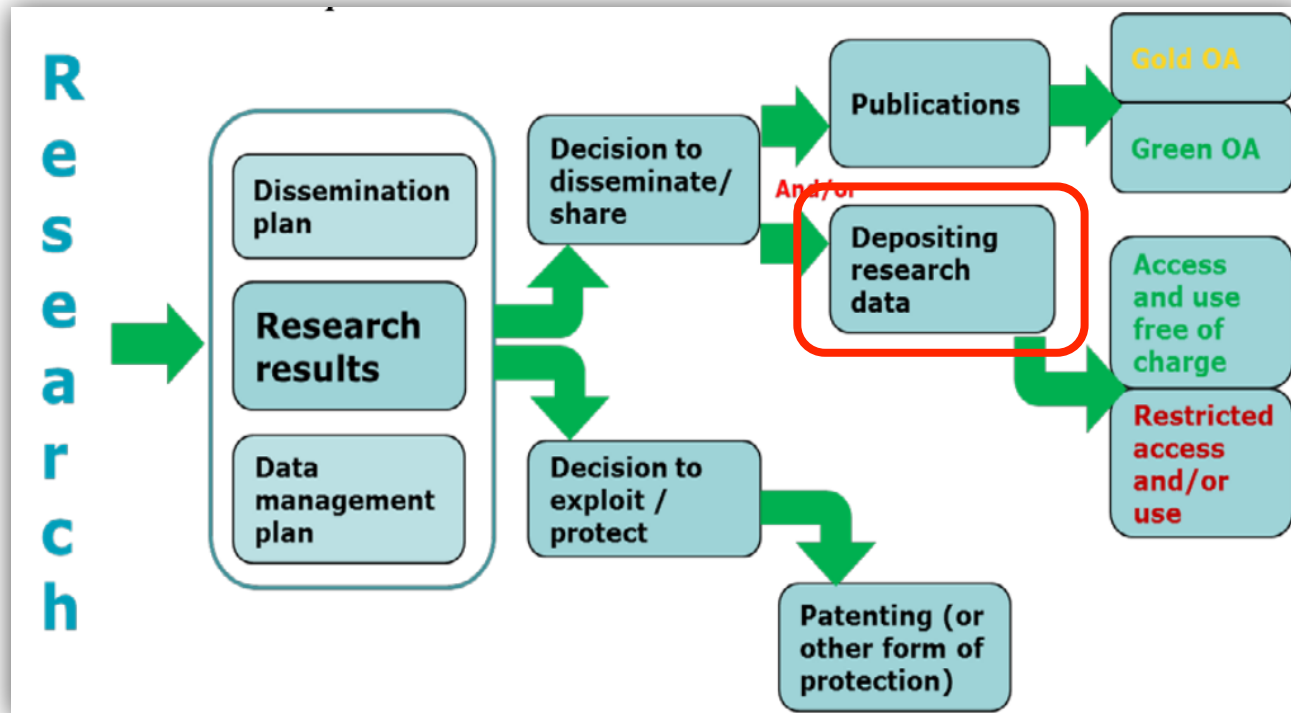 Research
Dissemination
plan
Research
results
Data
management
plan
Decision to
disseminate/
share
Decision to
exploit /
protect
And/or
Publications
Depositing
research
data
Patenting (or
other form of
protection)
Gold OA
Green OA
Access
and use
free of
charge
Restricted
access
and/or
use